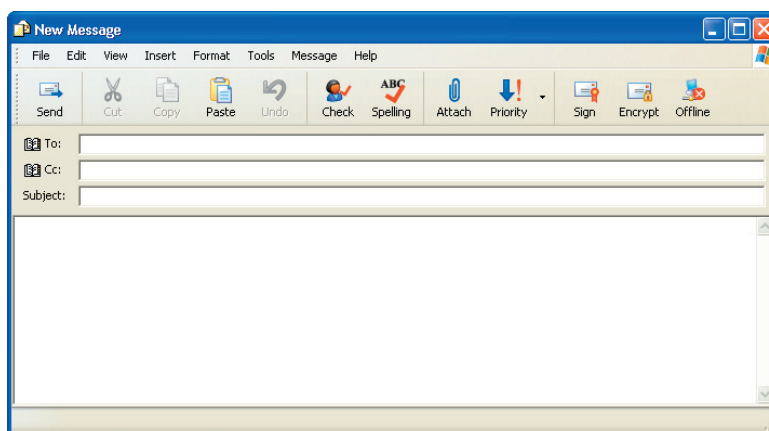 New Message
File Edit View Insert Format Tools Message Help
ABC
Send Cut Copy Paste Undo Check Spelling Attach Priority Sign Encrypt Offline
To:
Cc:
Subject: